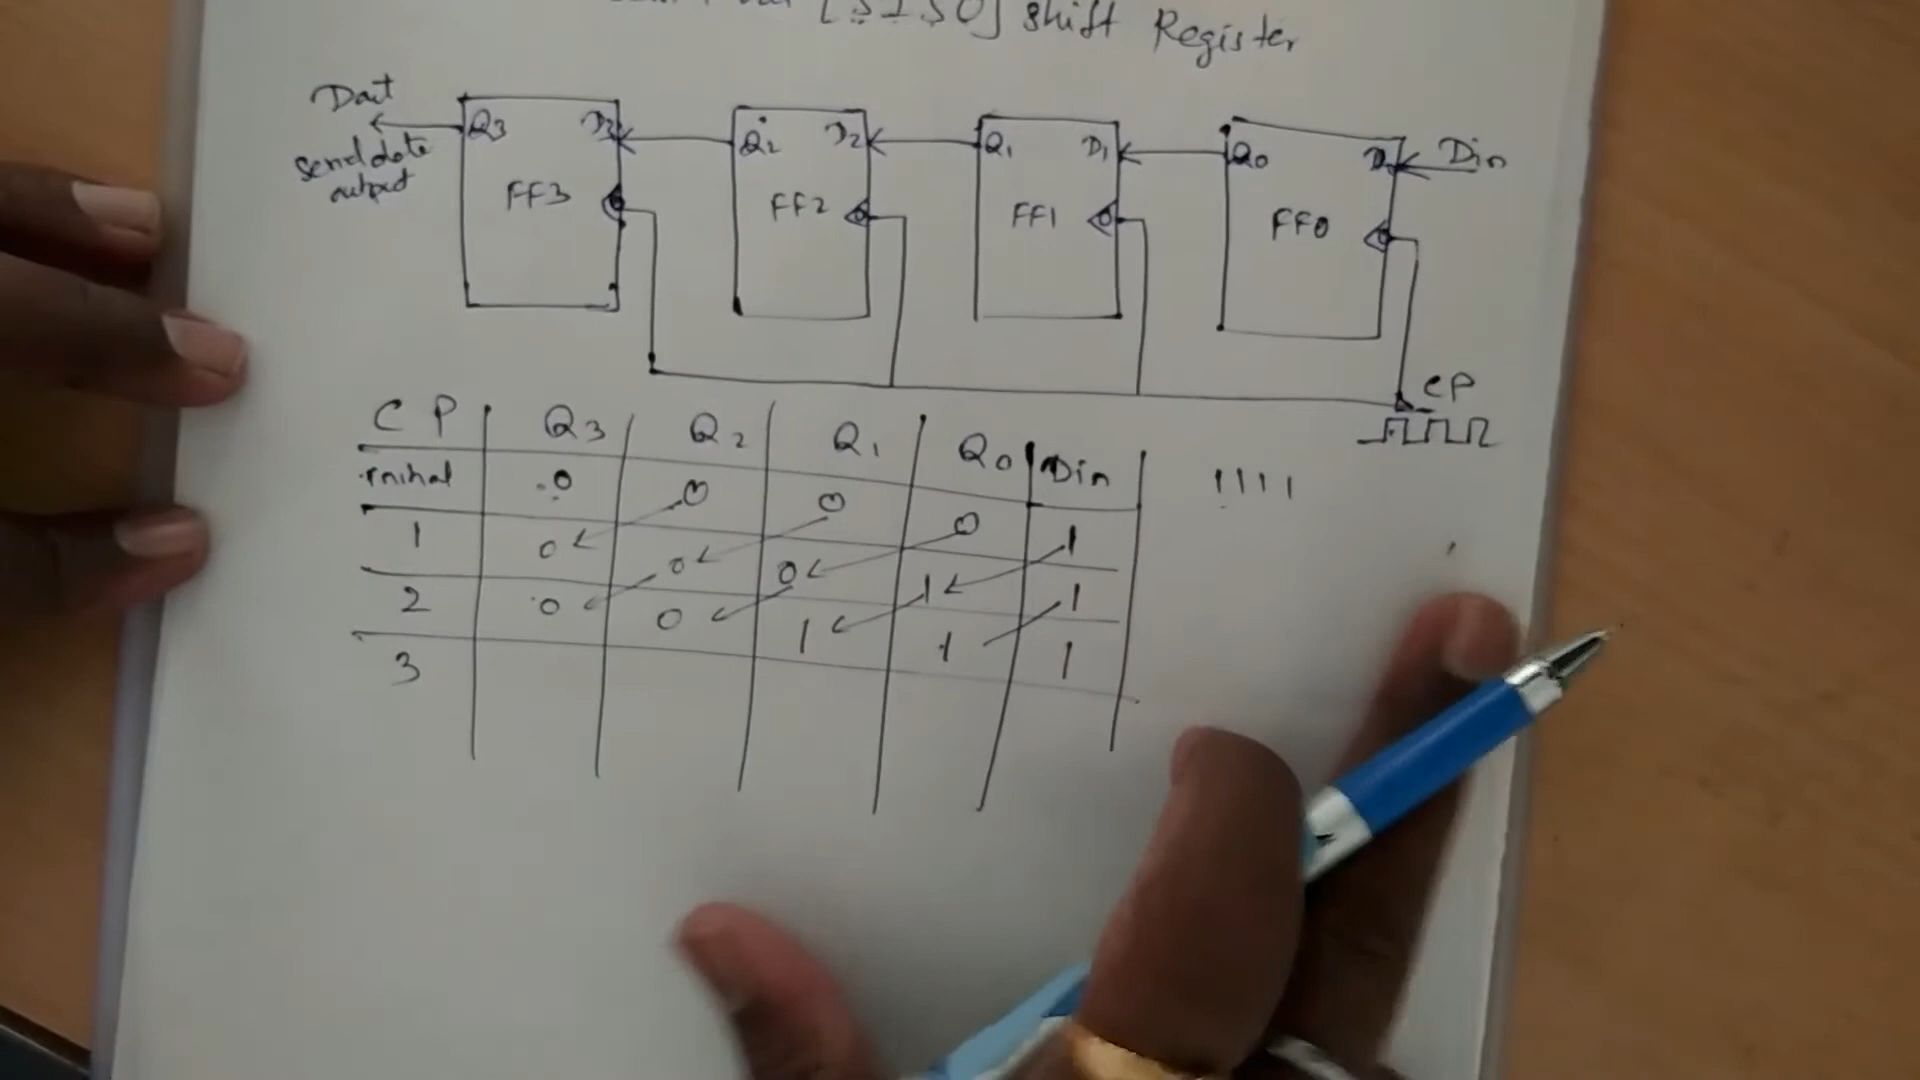 [SISO] shift Register
Dout
send data
output
Q3 D3 Q2 D2 Q1 D1 Q0 D Din
FF3 FF2 FF1 FF0
CP
CP Q3 Q2 Q1 Q0 Din
initial 0 0 0 0 1111
1 0 0 0 1 1
2 0 0 1 1 1
3 1